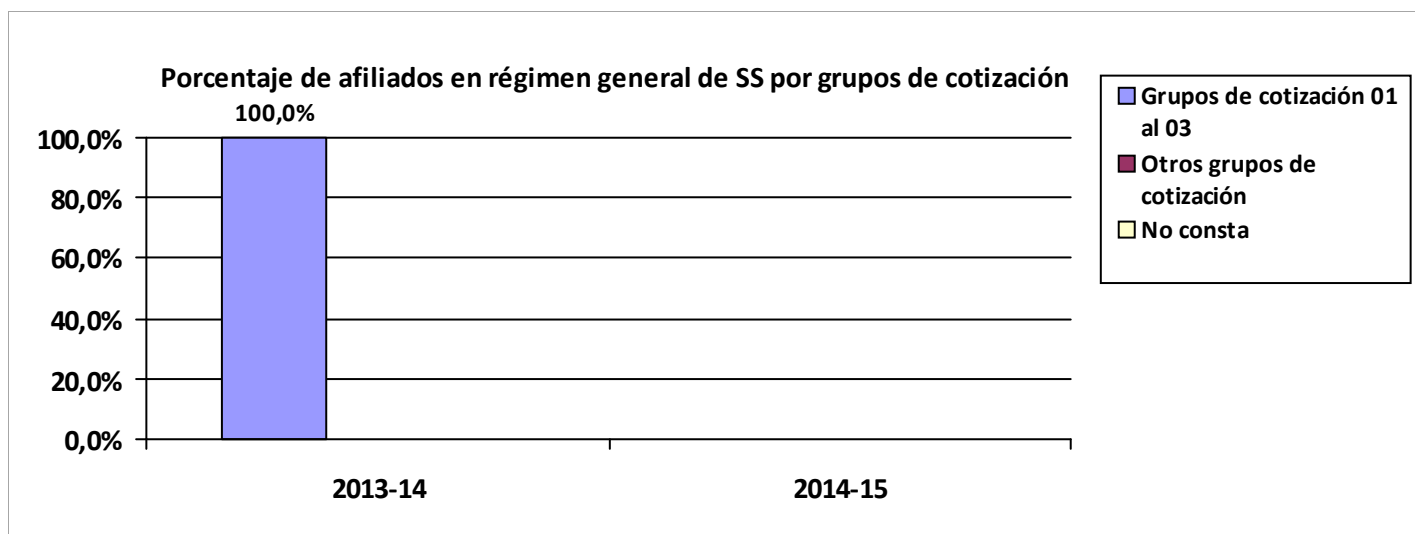 Porcentaje de afiliados en régimen general de SS por grupos de cotización
100,0%
100,0%
80,0%
60,0%
40,0%
20,0%
0,0%
2013-14
2014-15
Grupos de cotización 01
al 03
Otros grupos de
cotización
No consta